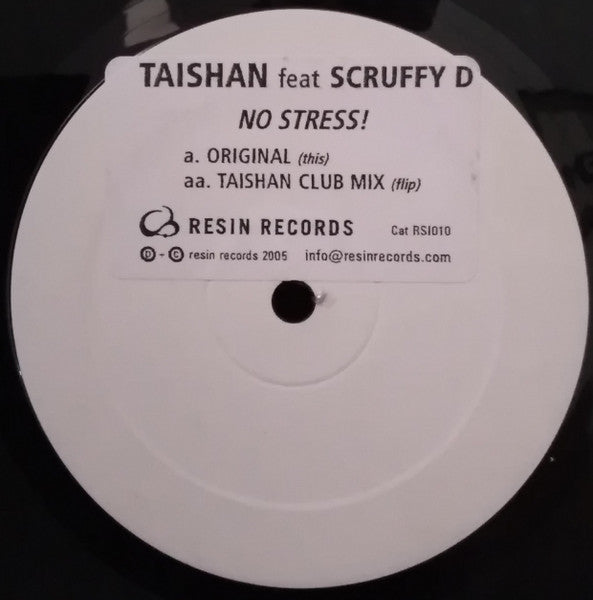 TAISHAN feat SCRUFFY D
NO STRESS!
a. ORIGINAL (this)
aa. TAISHAN CLUB MIX (flip)
RESIN RECORDS Cat RSI010
Ⓟ - © resin records 2005 info@resinrecords.com